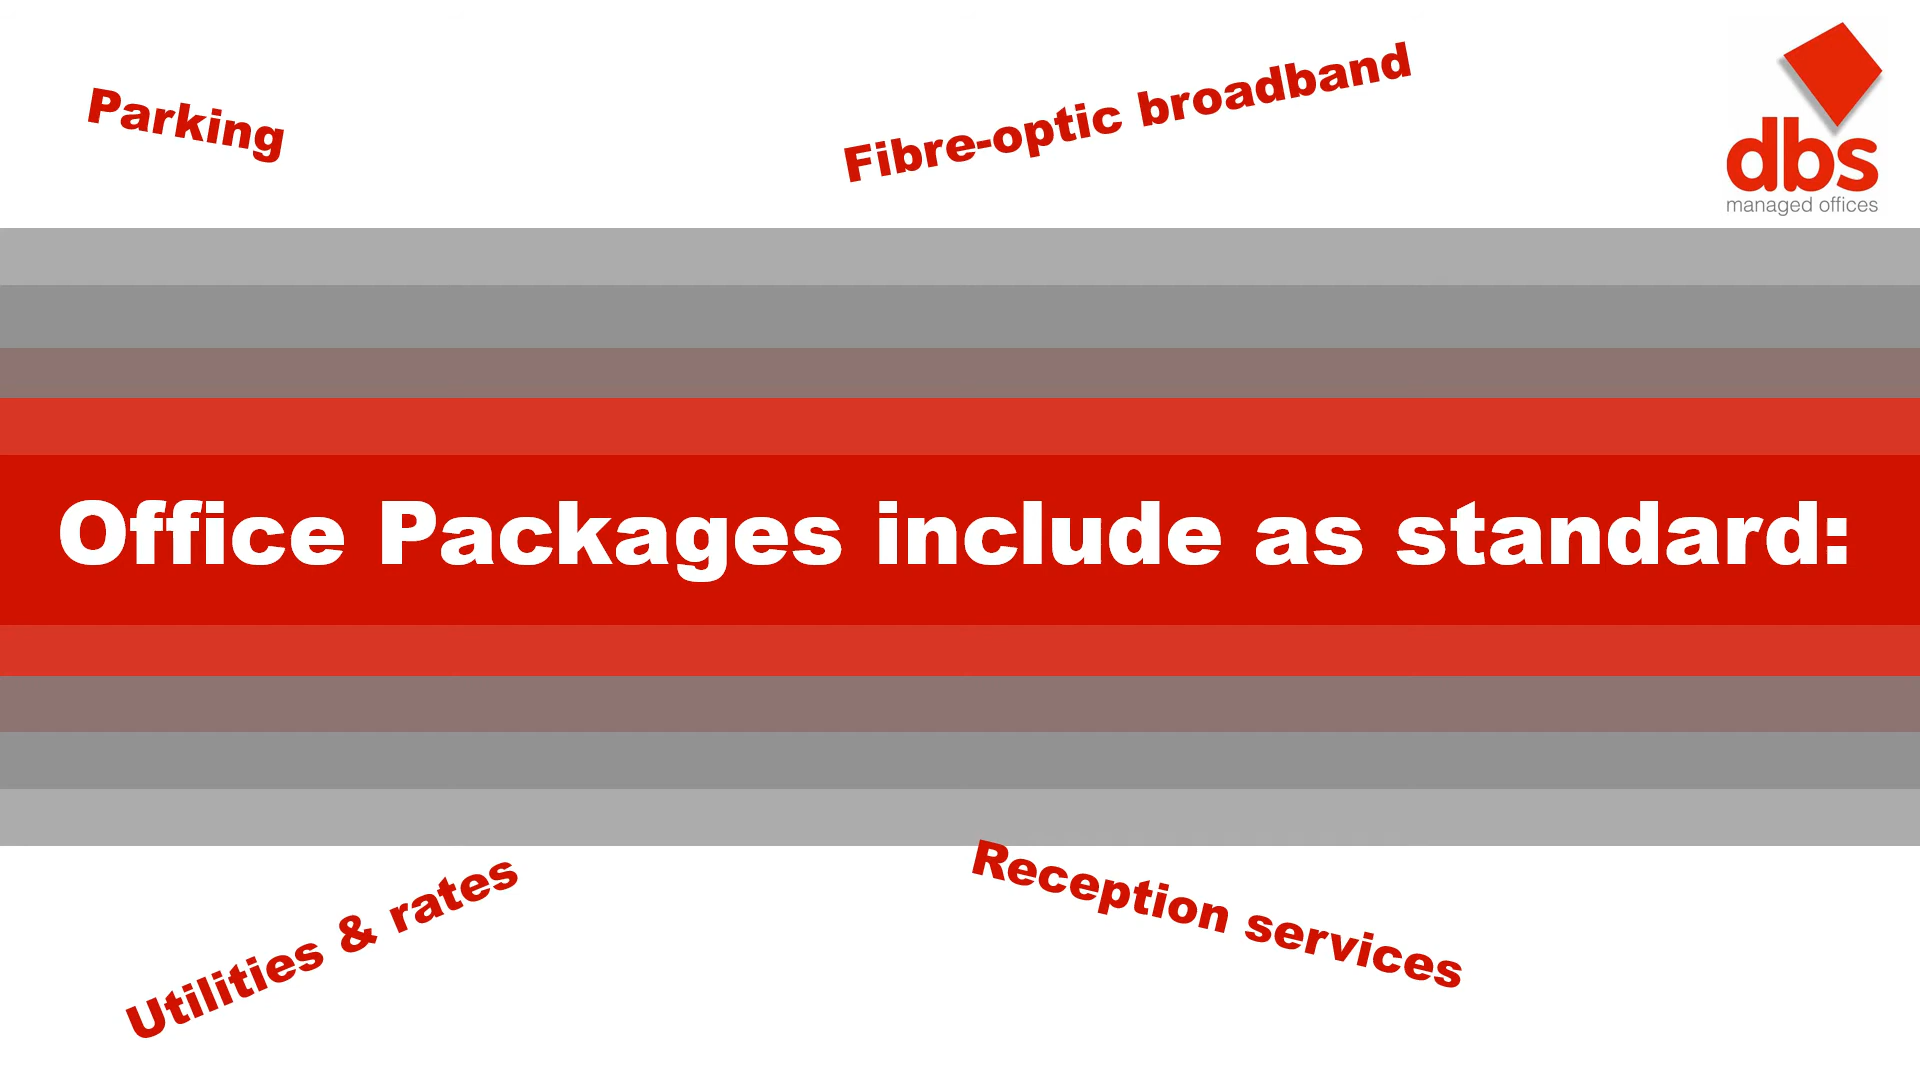 Parking
Fibre-optic broadband
dbs
managed offices
Office Packages include as standard:
Utilities & rates
Reception services